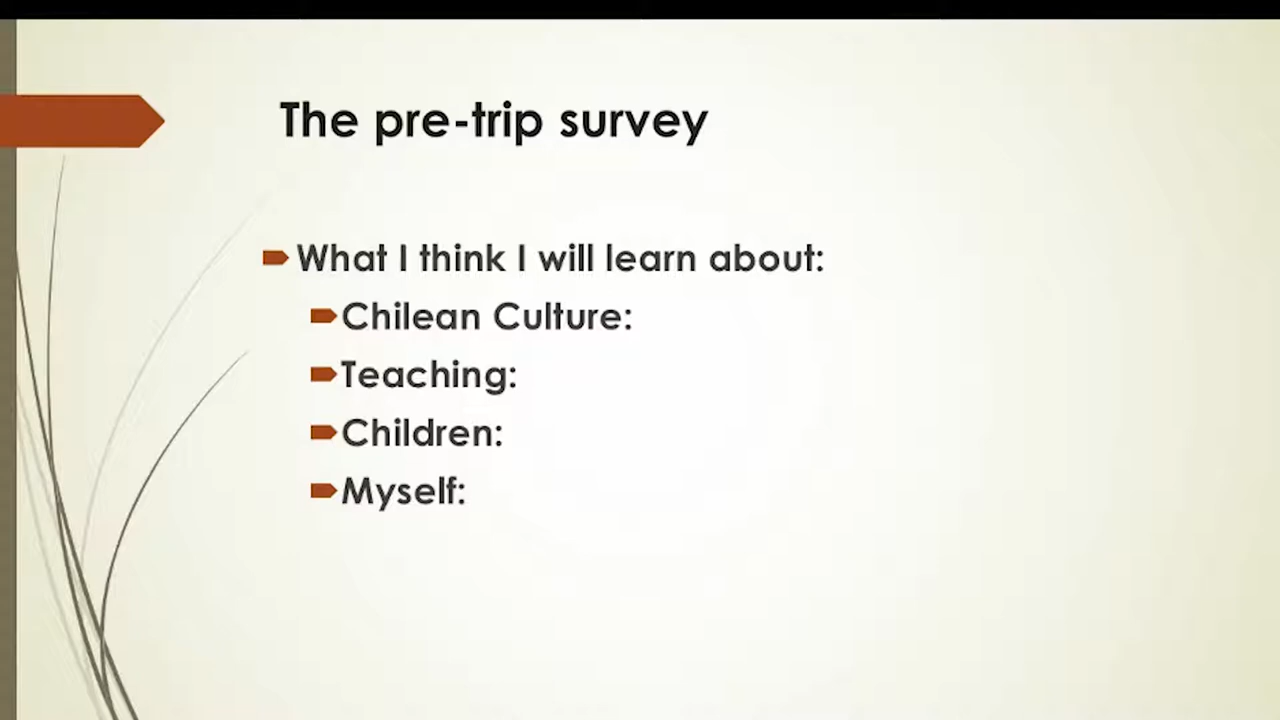 The pre-trip survey
What I think I will learn about:
Chilean Culture:
Teaching:
Children:
Myself: